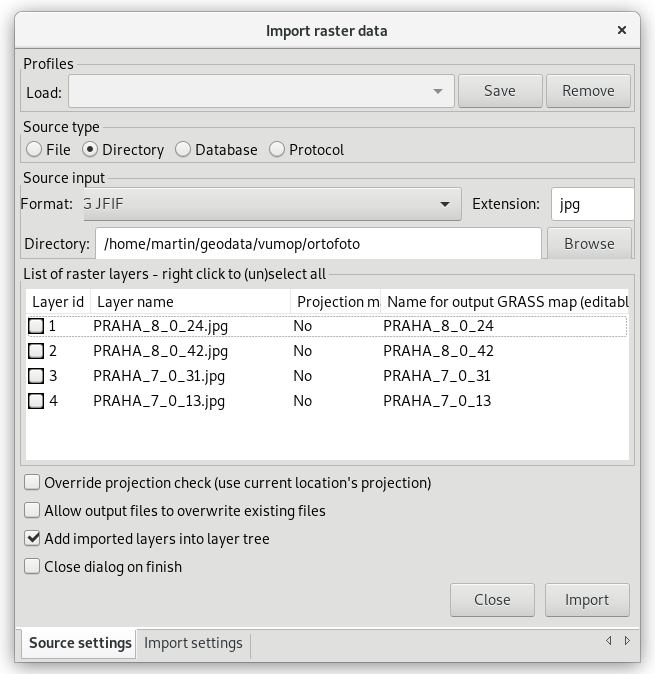 Import raster data
Profiles
Load: Save Remove
Source type
File Directory Database Protocol
Source input
Format: G JFIF Extension: jpg
Directory: /home/martin/geodata/vumop/ortofoto Browse
List of raster layers - right click to (un)select all
Layer id Layer name Projection m Name for output GRASS map (editabl
1 PRAHA_8_0_24.jpg No PRAHA_8_0_24
2 PRAHA_8_0_42.jpg No PRAHA_8_0_42
3 PRAHA_7_0_31.jpg No PRAHA_7_0_31
4 PRAHA_7_0_13.jpg No PRAHA_7_0_13
Override projection check (use current location's projection)
Allow output files to overwrite existing files
Add imported layers into layer tree
Close dialog on finish
Close Import
Source settings Import settings